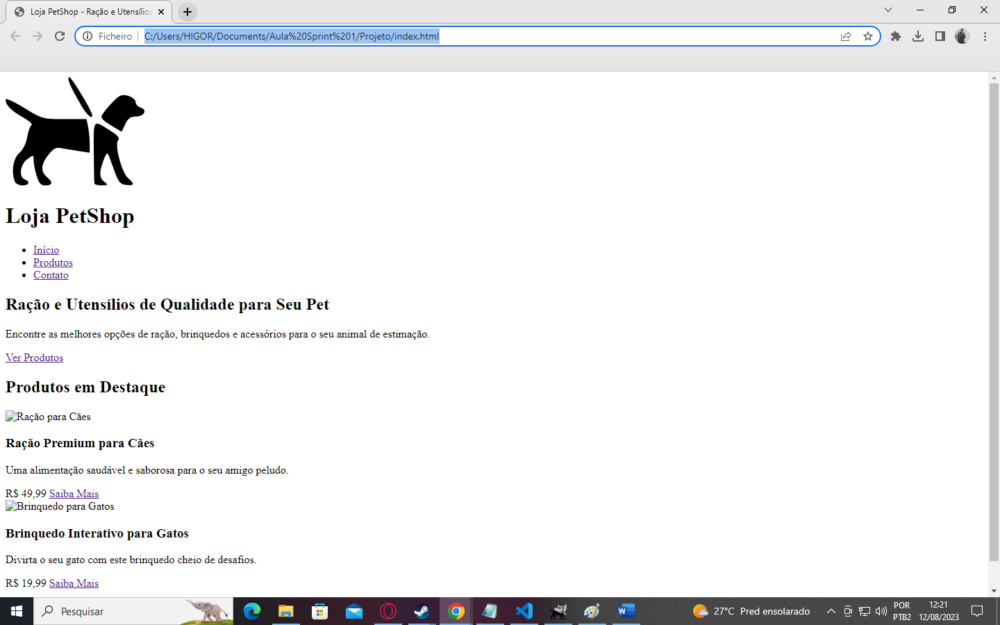 Loja PetShop - Ração e Utensílios
Ficheiro
C:/Users/HIGOR/Documents/Aula%20Sprint%201/Projeto/index.html
Loja PetShop
Início
Produtos
Contato
Ração e Utensílios de Qualidade para Seu Pet
Encontre as melhores opções de ração, brinquedos e acessórios para o seu animal de estimação.
Ver Produtos
Produtos em Destaque
Ração para Cães
Ração Premium para Cães
Uma alimentação saudável e saborosa para o seu amigo peludo.
R$ 49,99 Saiba Mais
Brinquedo para Gatos
Brinquedo Interativo para Gatos
Divirta o seu gato com este brinquedo cheio de desafios.
R$ 19,99 Saiba Mais
Pesquisar
27°C Pred ensolarado
POR
PTB2
12:21
12/08/2023